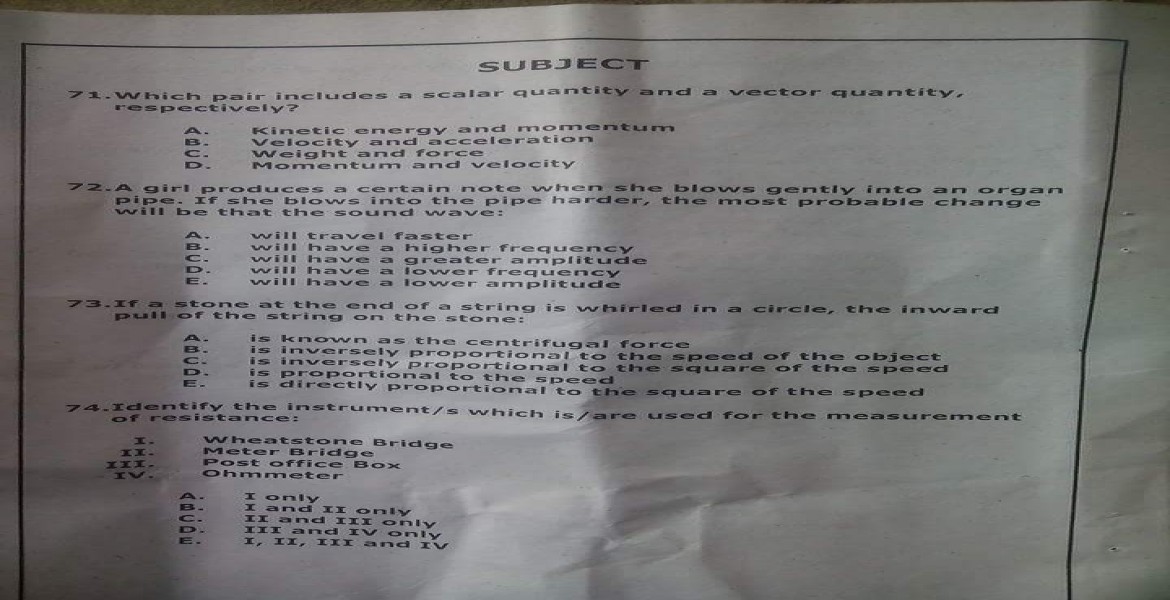 SUBJECT
71.Which pair includes a scalar quantity and a vector quantity,
respectively?
A. Kinetic energy and momentum
B. Velocity and acceleration
C. Weight and force
D. Momentum and velocity
72.A girl produces a certain note when she blows gently into an organ
pipe. If she blows into the pipe harder, the most probable change
will be that the sound wave:
A. will travel faster
B. will have a higher frequency
C. will have a greater amplitude
D. will have a lower frequency
E. will have a lower amplitude
73.If a stone at the end of a string is whirled in a circle, the inward
pull of the string on the stone:
A. is known as the centrifugal force
B. is inversely proportional to the speed of the object
C. is inversely proportional to the square of the speed
D. is proportional to the speed
E. is directly proportional to the square of the speed
74.Identify the instrument/s which is/are used for the measurement
of resistance:
I. Wheatstone Bridge
II. Meter Bridge
III. Post office Box
IV. Ohmmeter
A. I only
B. I and II only
C. II and III only
D. III and IV only
E. I, II, III and IV